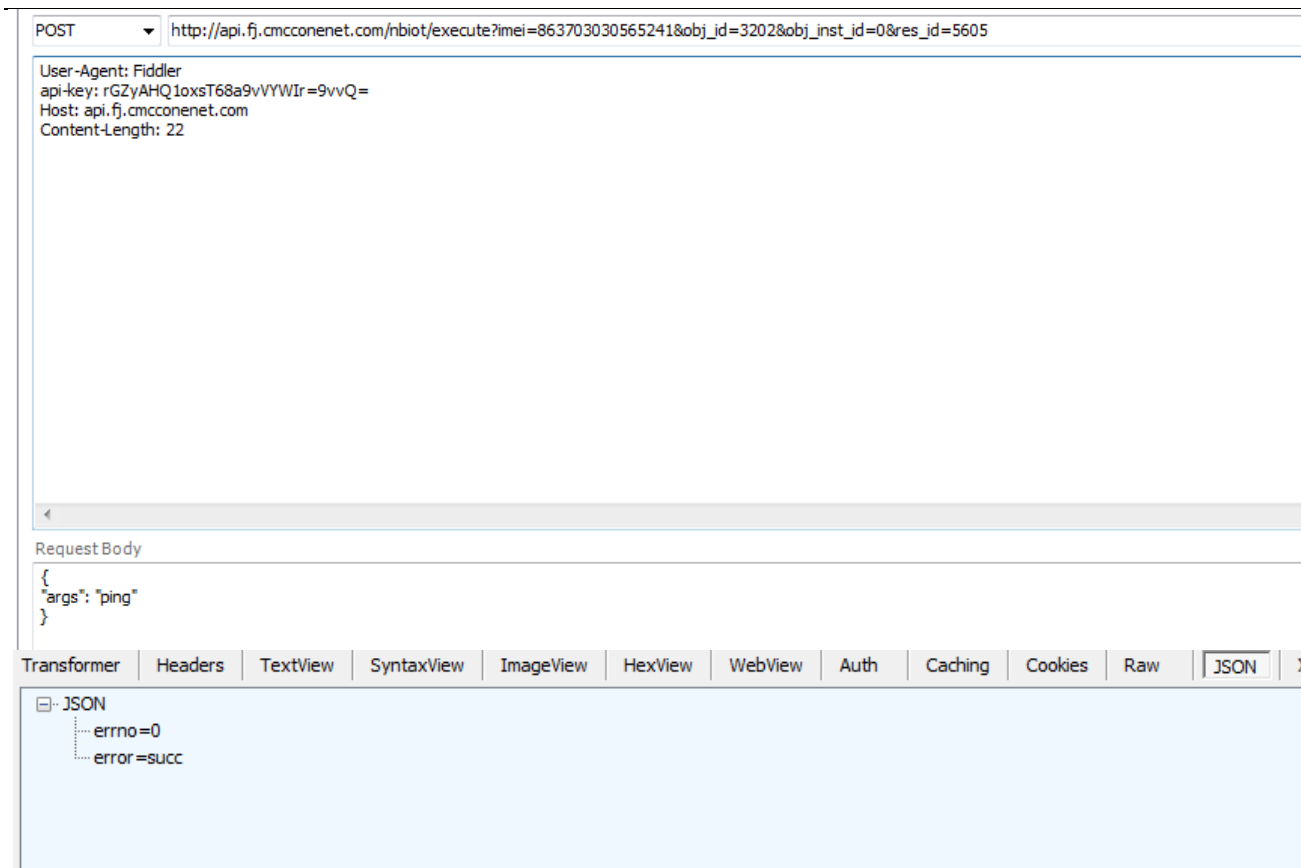 POST http://api.fj.cmcconenet.com/nbiot/execute?imei=863703030565241&obj_id=3202&obj_inst_id=0&res_id=5605
User-Agent: Fiddler
api-key: rGZyAHQ1oxsT68a9vVYWIr=9vvQ=
Host: api.fj.cmcconenet.com
Content-Length: 22
Request Body
{
"args": "ping"
}
Transformer Headers TextView SyntaxView ImageView HexView WebView Auth Caching Cookies Raw JSON
JSON
errno=0
error=succ